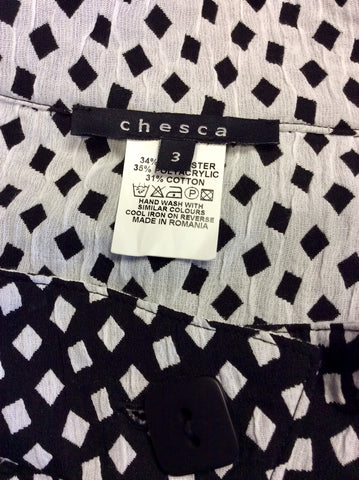 chesca
3
34% 
35% POLYACRYLIC
31% COTTON
HAND WASH WITH
SIMILAR COLOURS
COOL IRON ON REVERSE
MADE IN ROMANIA